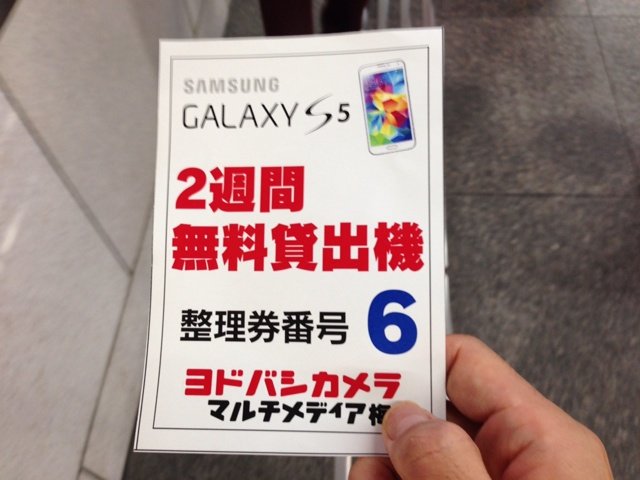 SAMSUNG
GALAXY S5
2週間
無料貸出機
整理券番号 6
ヨドバシカメラ
マルチメディア梅